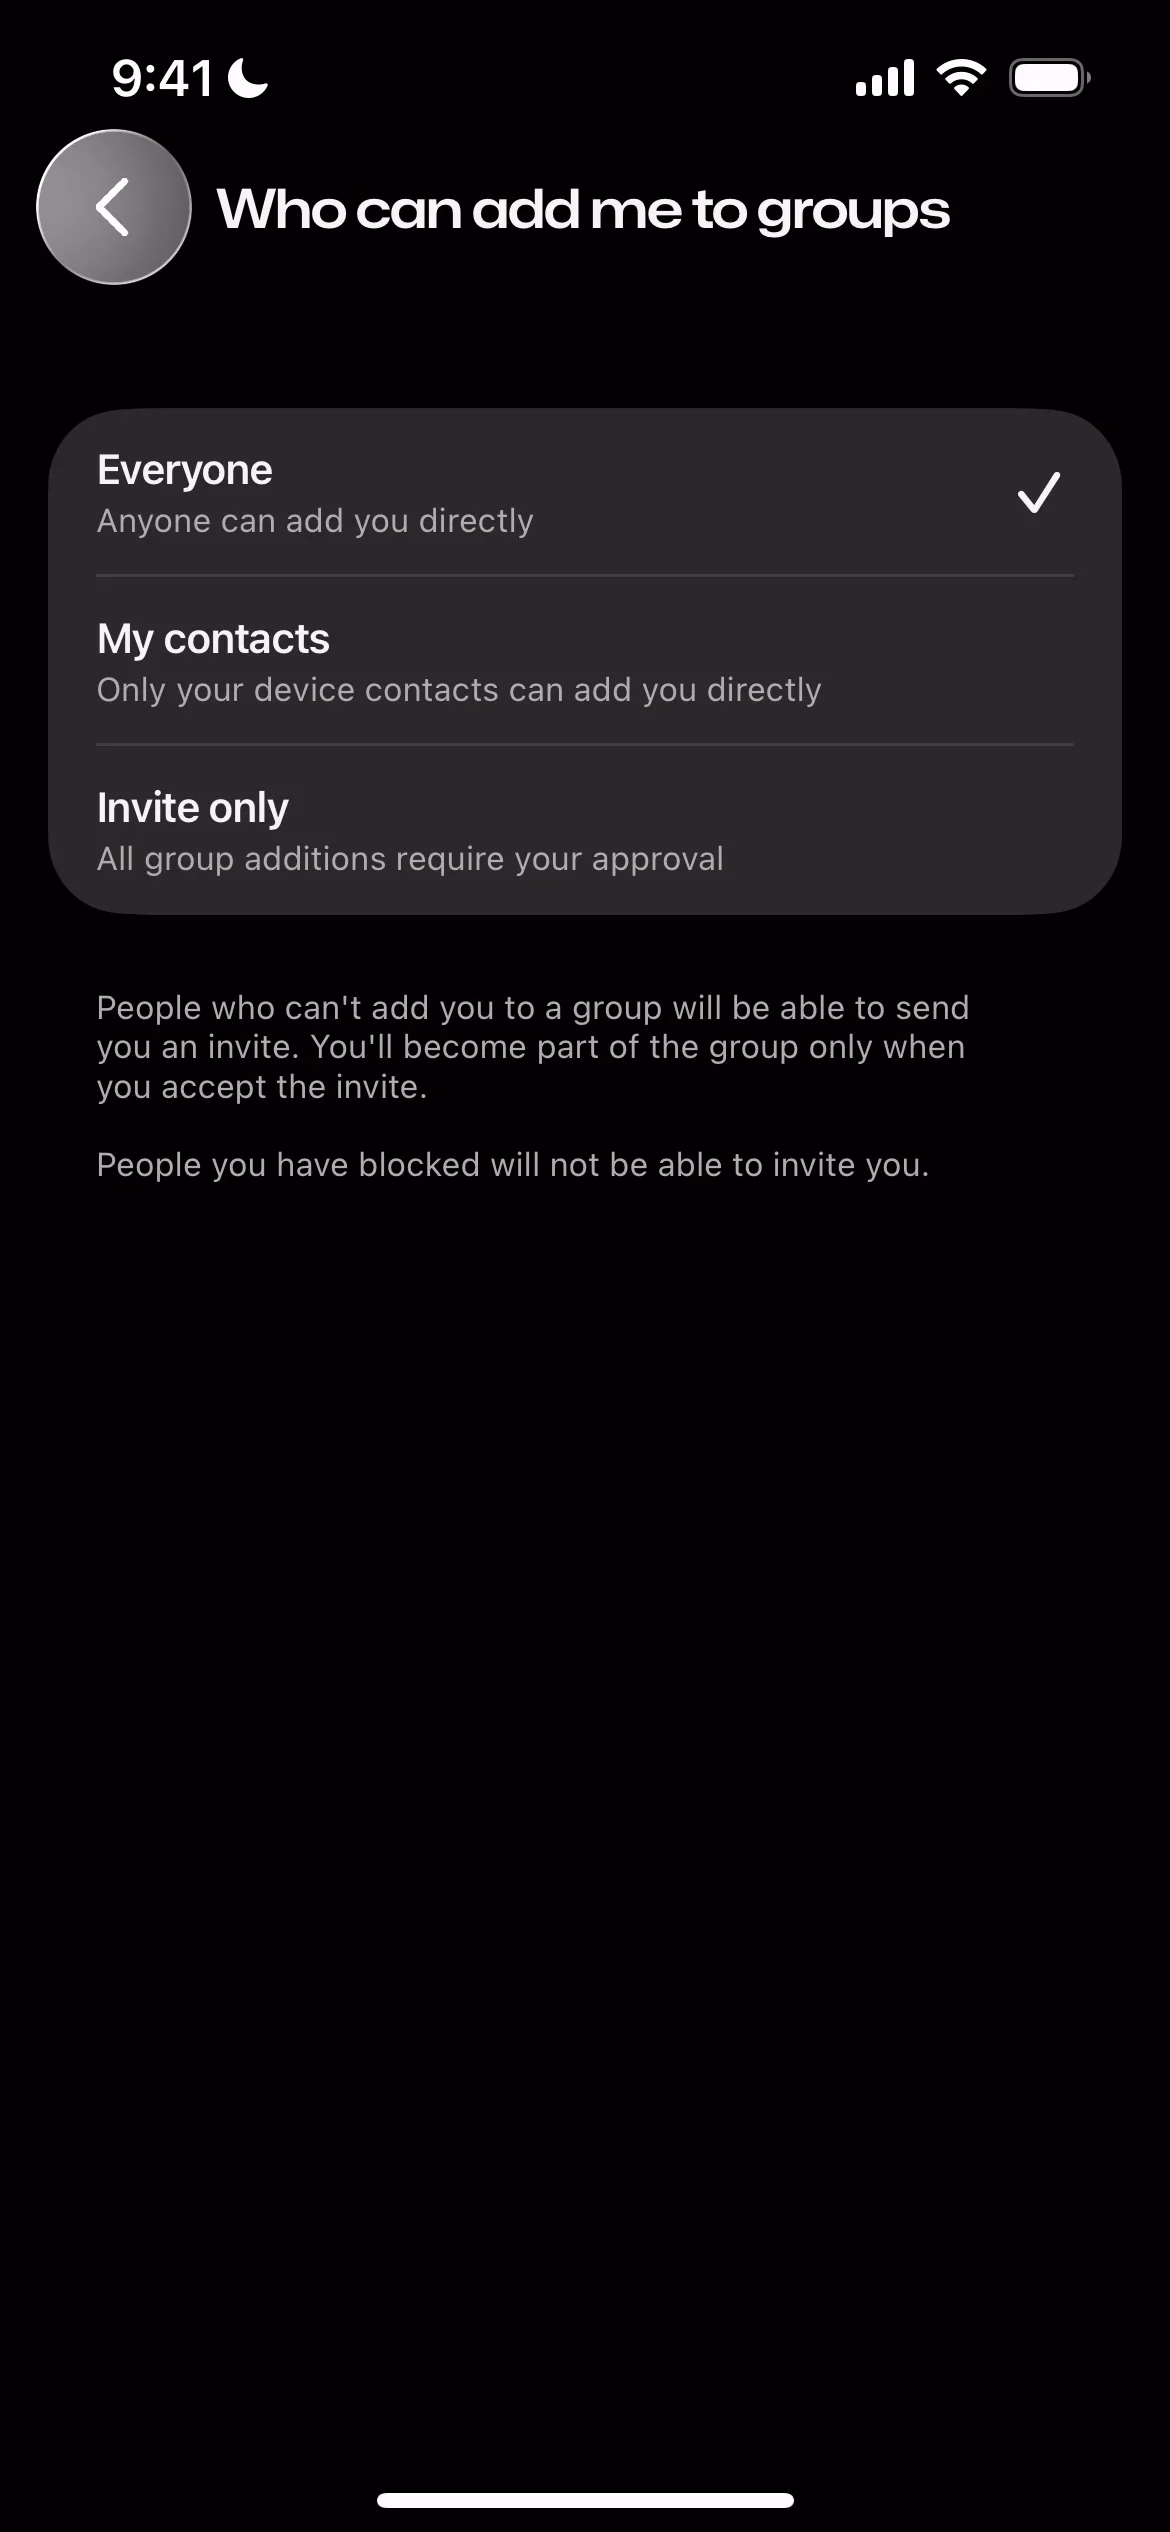 9:41
Who can add me to groups
Everyone
Anyone can add you directly
My contacts
Only your device contacts can add you directly
Invite only
All group additions require your approval
People who can't add you to a group will be able to send
you an invite. You'll become part of the group only when
you accept the invite.
People you have blocked will not be able to invite you.